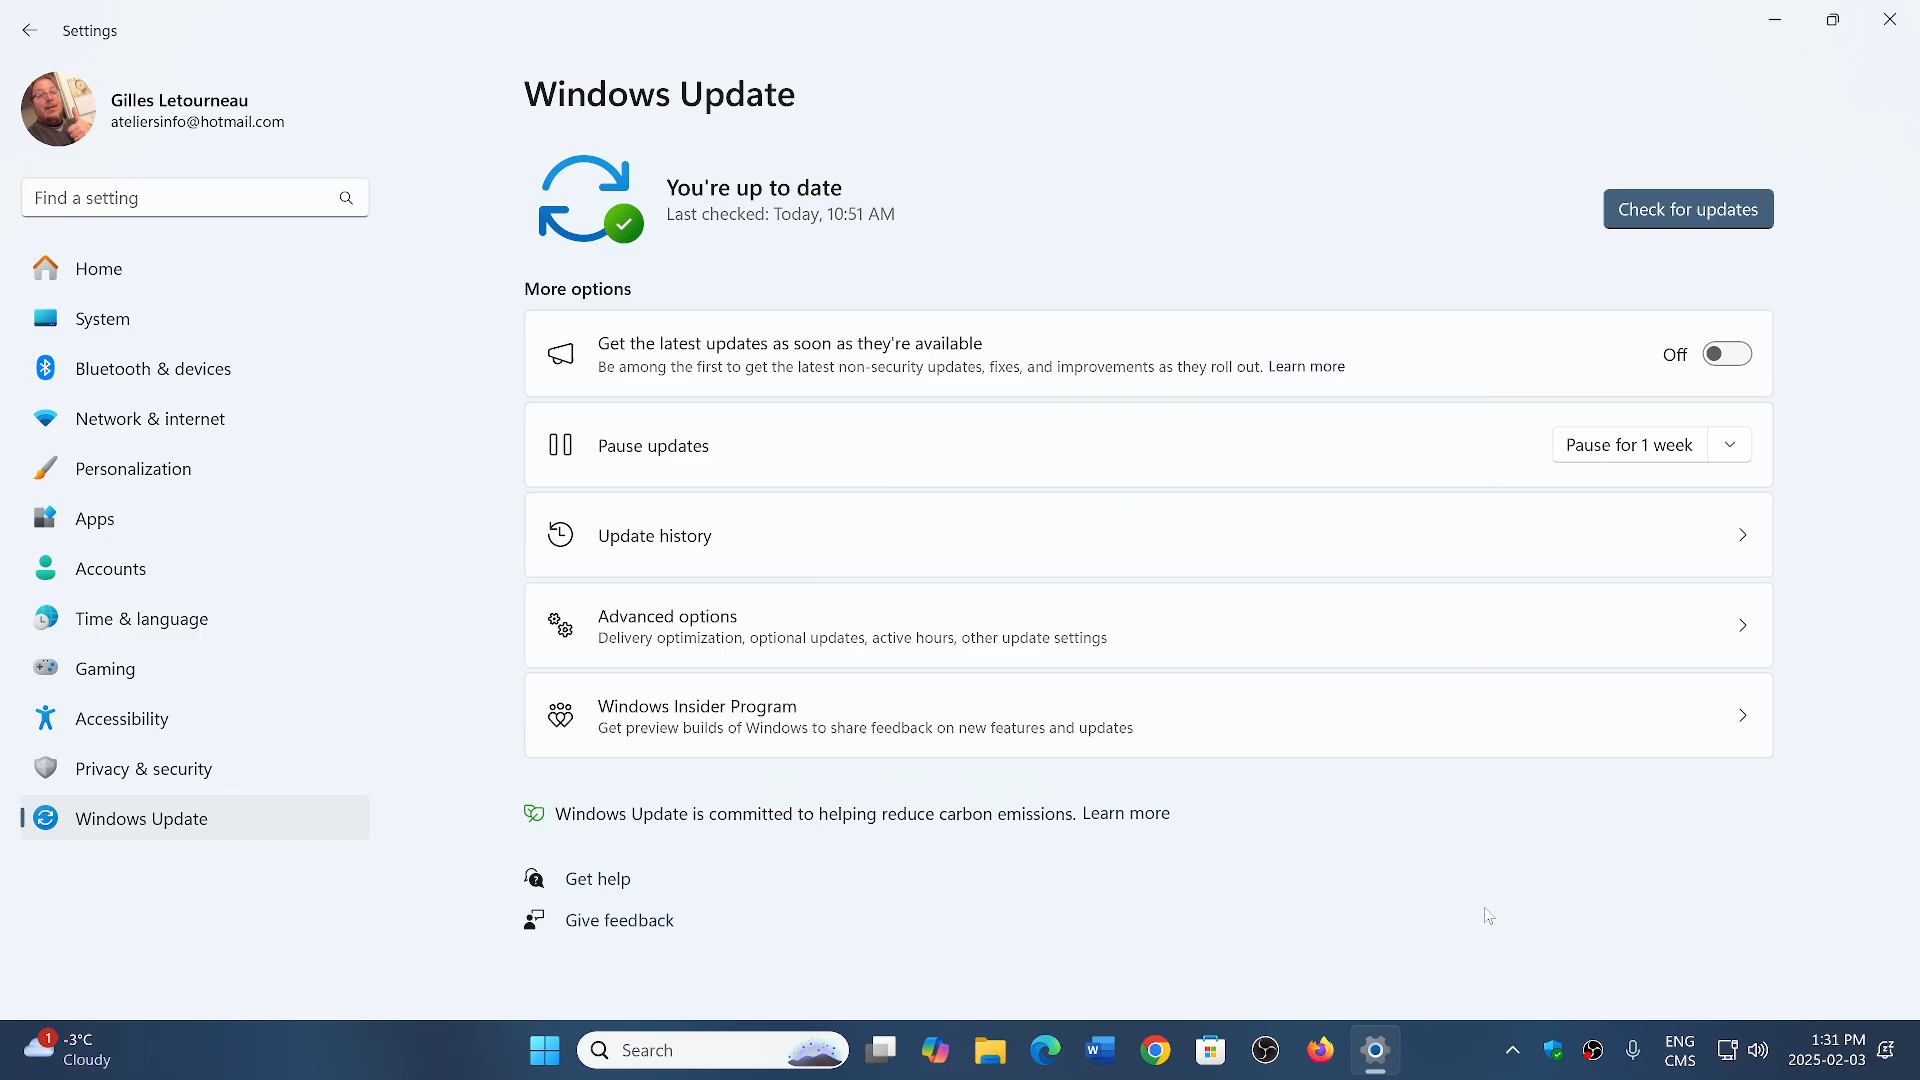 Settings
Gilles Letourneau
ateliersinfo@hotmail.com
Find a setting
Home
System
Bluetooth & devices
Network & internet
Personalization
Apps
Accounts
Time & language
Gaming
Accessibility
Privacy & security
Windows Update
Windows Update
You're up to date
Last checked: Today, 10:51 AM
Check for updates
More options
Get the latest updates as soon as they're available
Be among the first to get the latest non-security updates, fixes, and improvements as they roll out. Learn more
Off
Pause updates
Pause for 1 week
Update history
Advanced options
Delivery optimization, optional updates, active hours, other update settings
Windows Insider Program
Get preview builds of Windows to share feedback on new features and updates
Windows Update is committed to helping reduce carbon emissions. Learn more
Get help
Give feedback
1
-3°C
Cloudy
Search
W
ENG
CMS
1:31 PM
2025-02-03